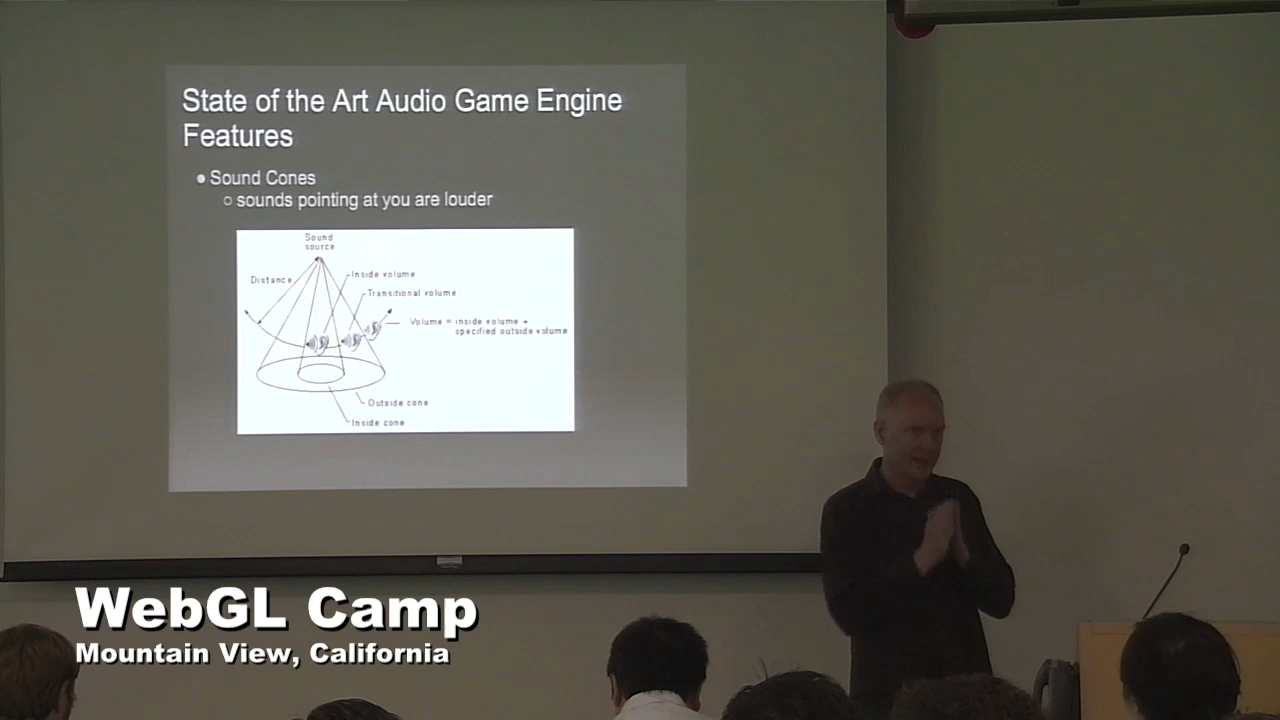 State of the Art Audio Game Engine
Features
● Sound Cones
○ sounds pointing at you are louder
Sound
source
Distance
Inside volume
Transitional volume
Volume = inside volume +
specified outside volume
Outside cone
Inside cone
WebGL Camp
Mountain View, California